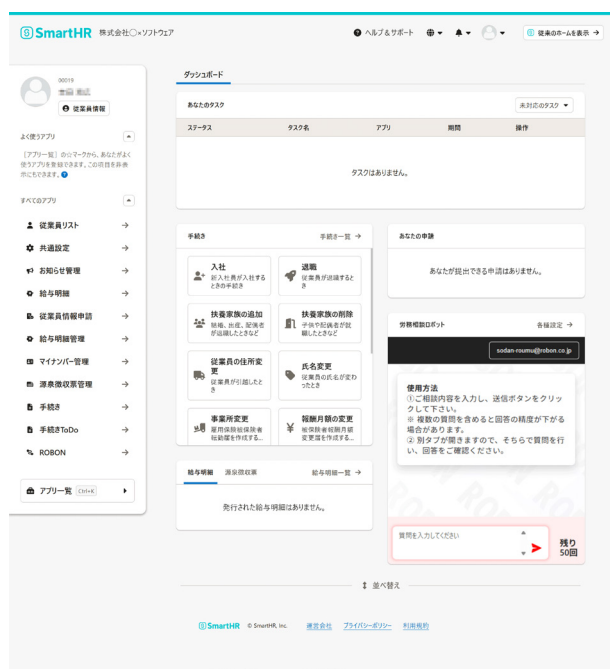 SmartHR 株式会社○×ソフトウエア
ヘルプ&サポート
従来のホームを表示 →
00019
従業員情報
よく使うアプリ
[アプリ一覧] の☆マークから、あなたがよく
使うアプリを登録できます。この項目を非表
示にもできます。
すべてのアプリ
従業員リスト →
共通設定 →
お知らせ管理 →
給与明細 →
従業員情報申請 →
給与明細管理 →
マイナンバー管理 →
源泉徴収票管理 →
手続き →
手続きToDo →
ROBON →
アプリ一覧 Ctrl+K
ダッシュボード
あなたのタスク
未対応のタスク
ステータス タスク名 アプリ 期間 操作
タスクはありません。
手続き
手続き一覧 →
入社
新入社員が入社する
ときの手続き
退職
従業員が退職すると
き
扶養家族の追加
結婚、出産、配偶者
が退職したときなど
扶養家族の削除
子供や配偶者が就
職したときなど
従業員の住所変
更
従業員が引越したと
き
氏名変更
従業員の氏名が変わ
ったとき
事業所変更
雇用保険被保険者
転勤届を作成する...
報酬月額の変更
被保険者報酬月額
変更届を作成する...
給与明細 源泉徴収票
給与明細一覧 →
発行された給与明細はありません。
あなたの申請
あなたが提出できる申請はありません。
労務相談ロボット
各種設定 →
sodan-roumu@robon.co.jp
使用方法
①ご相談内容を入力し、送信ボタンをクリッ
クして下さい。
※ 複数の質問を含めると回答の精度が下がる
場合があります。
② 別タブが開きますので、そちらで質問を行
い、回答をご確認ください。
質問を入力してください
残り
50回
並べ替え
SmartHR © SmartHR, Inc. 運営会社 プライバシーポリシー 利用規約